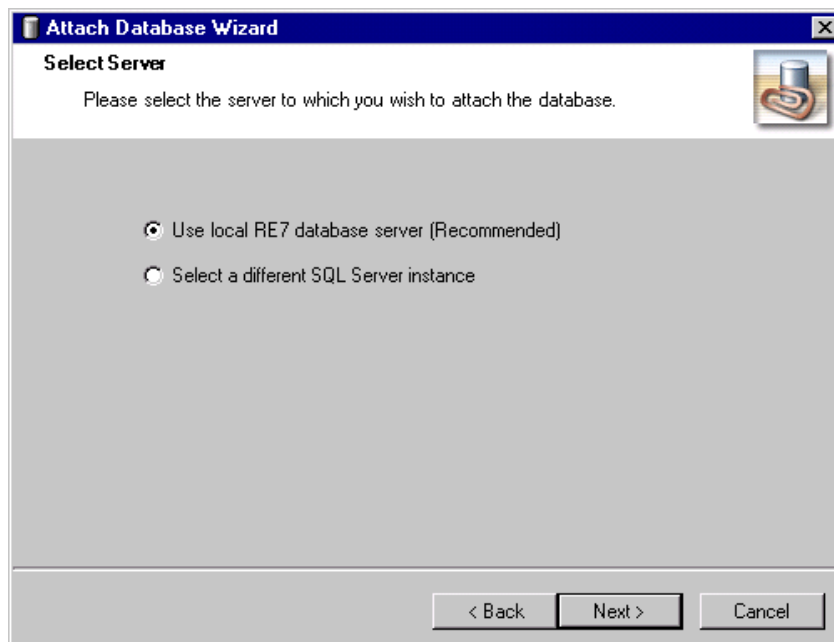 Attach Database Wizard
Select Server
Please select the server to which you wish to attach the database.
Use local RE7 database server (Recommended)
Select a different SQL Server instance
< Back Next > Cancel